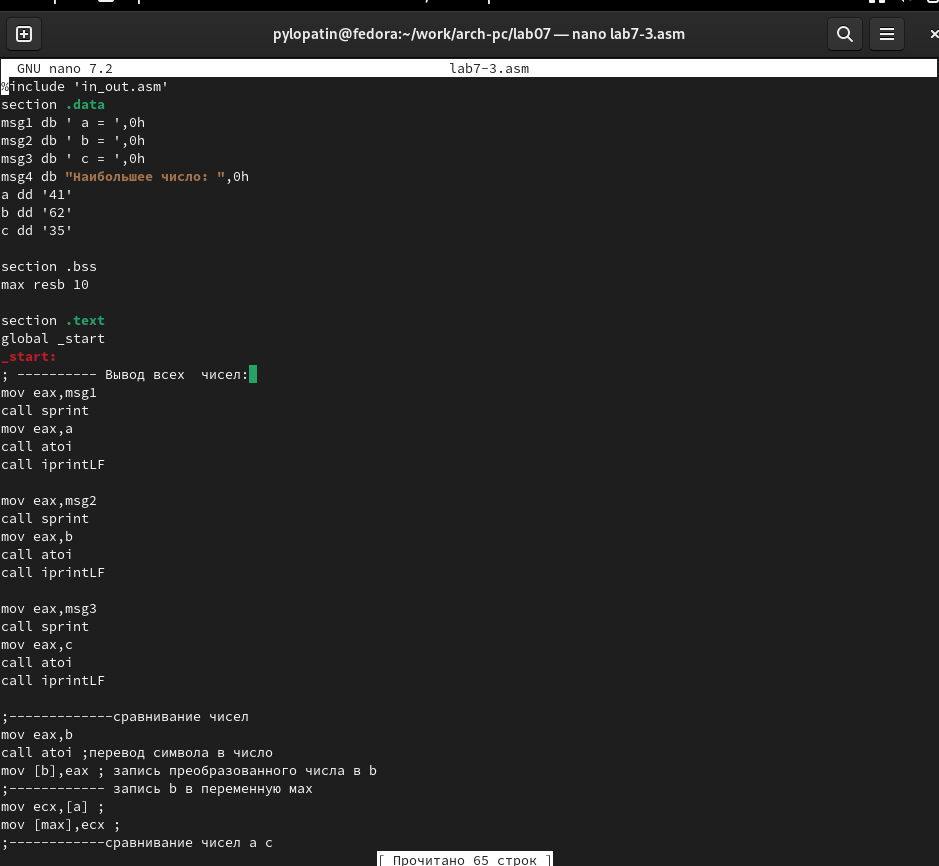 pylopatin@fedora:~/work/arch-pc/lab07 — nano lab7-3.asm
GNU nano 7.2 lab7-3.asm
%include 'in_out.asm'
section .data
msg1 db ' a = ',0h
msg2 db ' b = ',0h
msg3 db ' c = ',0h
msg4 db "Наибольшее число: ",0h
a dd '41'
b dd '62'
c dd '35'
section .bss
max resb 10
section .text
global _start
_start:
; ---------- Вывод всех  чисел:
mov eax,msg1
call sprint
mov eax,a
call atoi
call iprintLF
mov eax,msg2
call sprint
mov eax,b
call atoi
call iprintLF
mov eax,msg3
call sprint
mov eax,c
call atoi
call iprintLF
;-------------сравнивание чисел
mov eax,b
call atoi ;перевод символа в число
mov [b],eax ; запись преобразованного числа в b
;------------ запись b в переменную мах
mov ecx,[a] ;
mov [max],ecx ;
;------------сравнивание чисел а с
[ Прочитано 65 строк ]